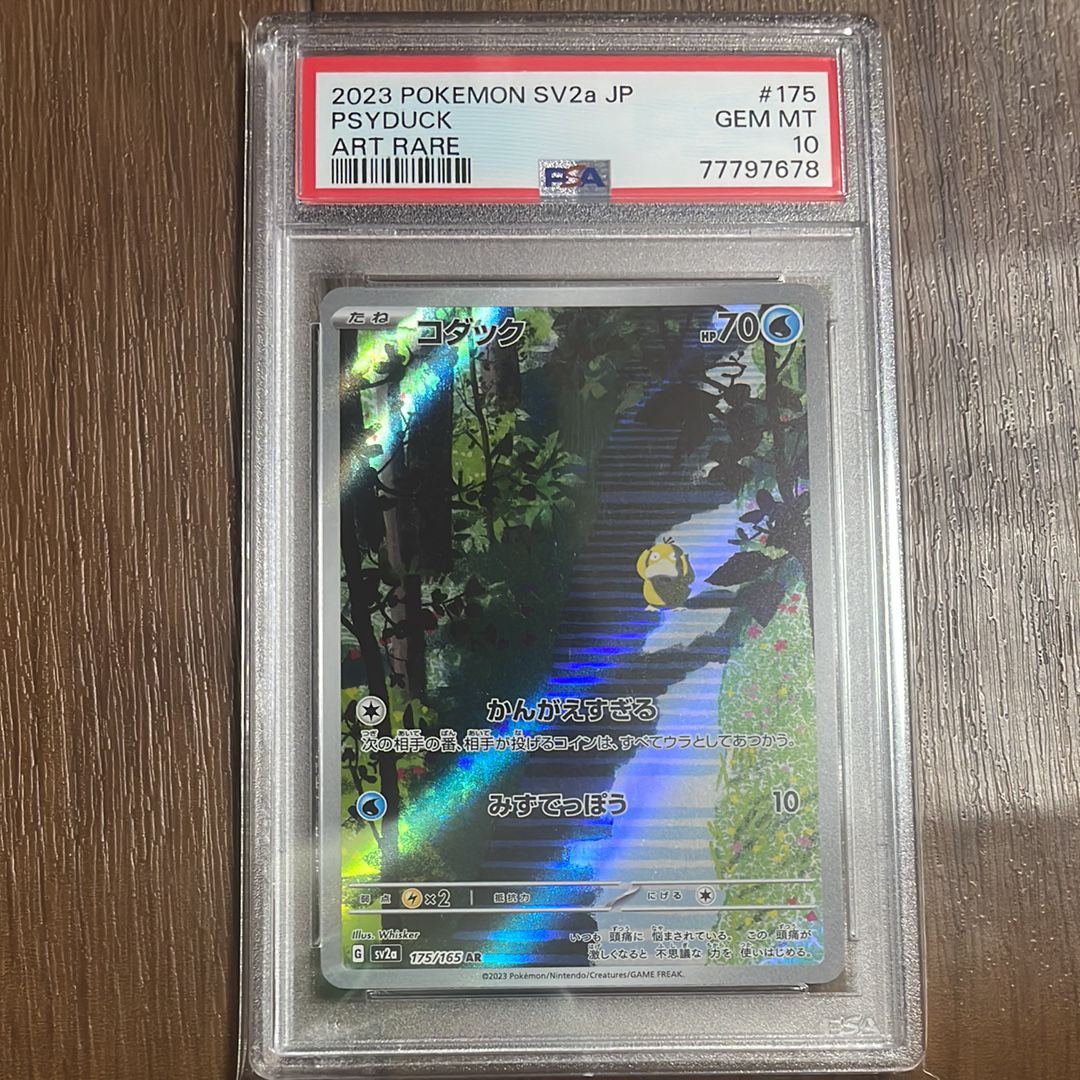 2023 POKEMON SV2a JP #175
PSYDUCK GEM MT
ART RARE 10
77797678
PSA
たね コダック HP70
かんがえすぎる
次の相手の番、相手が投げるコインは、すべてウラとしてあつかう。
みずでっぽう 10
弱点 ×2 抵抗力 にげる
Illus. Whisker
いつも 頭痛に 悩まされている。 この 頭痛が
激しくなると 不思議な 力を 使いはじめる。
G sv2a 175/165 AR
©2023 Pokémon/Nintendo/Creatures/GAME FREAK.
PSA